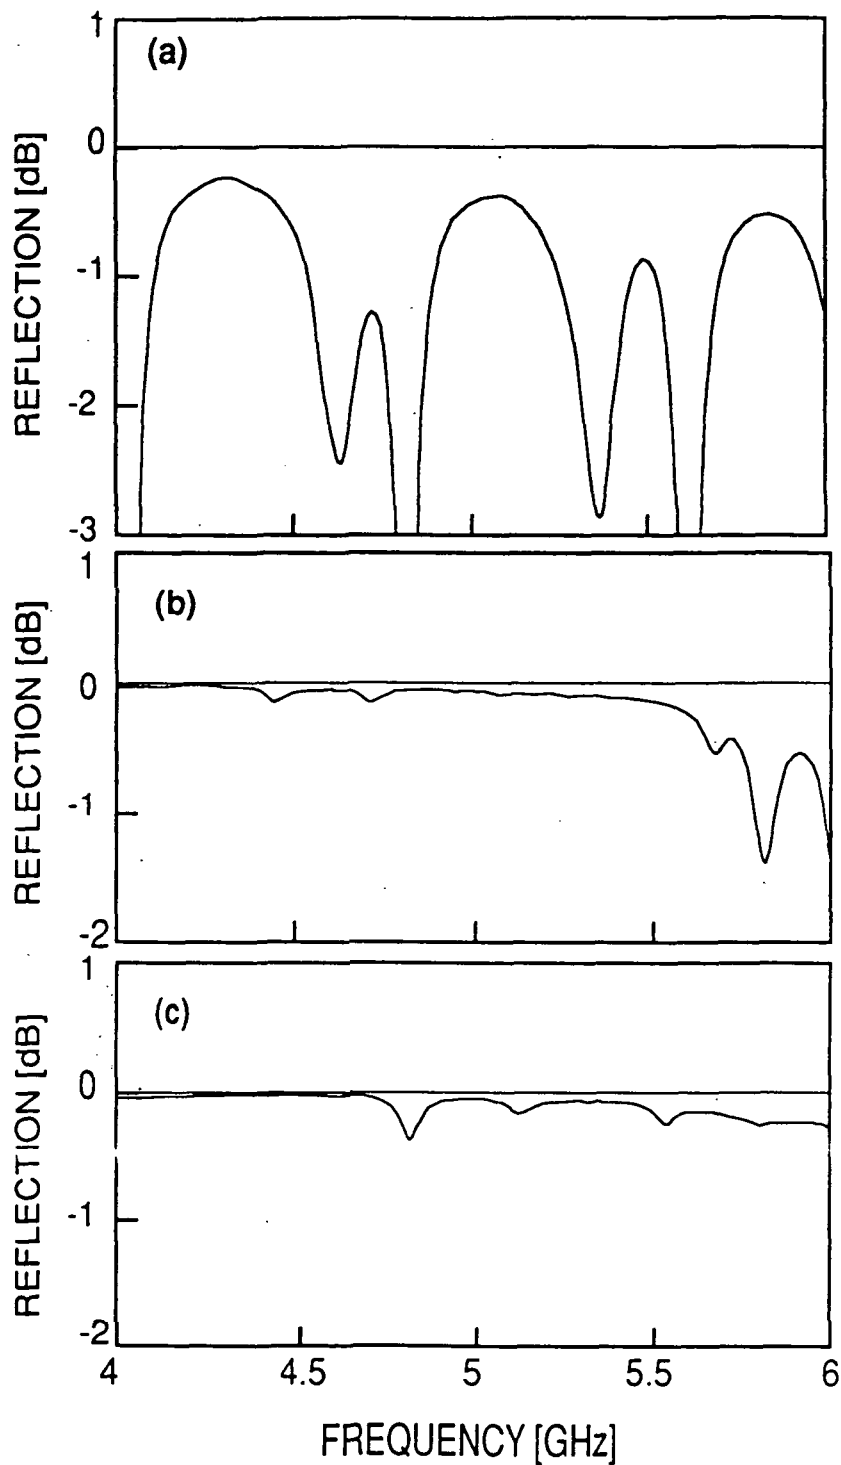 (a)
REFLECTION [dB]
1
0
-1
-2
-3
(b)
REFLECTION [dB]
1
0
-1
-2
(c)
REFLECTION [dB]
1
0
-1
-2
4 4.5 5 5.5 6
FREQUENCY [GHz]